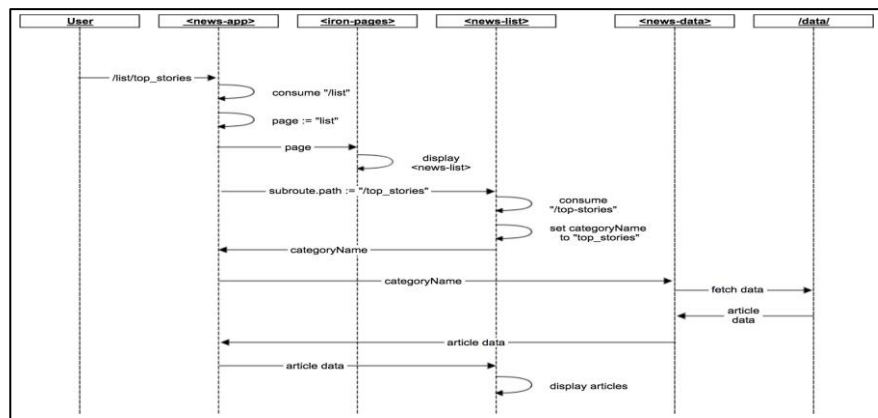 User <news-app> <iron-pages> <news-list> <news-data> /data/
/list/top_stories
consume "/list"
page := "list"
page
display
<news-list>
subroute.path := "/top_stories"
consume
"/top-stories"
set categoryName
to "top_stories"
categoryName
categoryName
fetch data
article
data
article data
article data
display articles